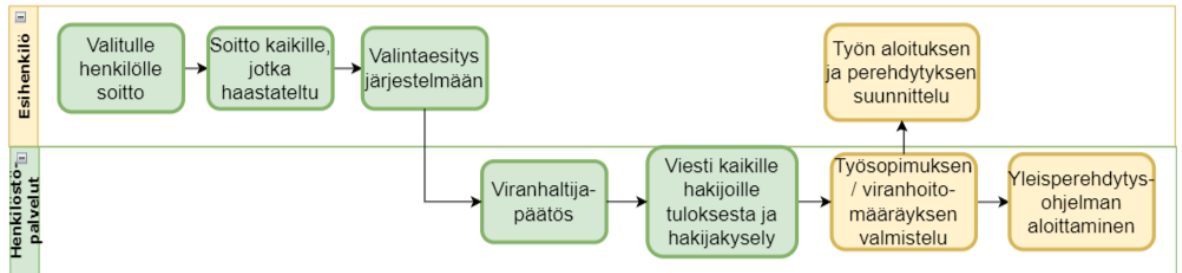 Esihenkilö
Valitulle
henkilölle
soitto
Soitto kaikille,
jotka
haastateltu
Valintaesitys
järjestelmään
Työn aloituksen
ja perehdytyksen
suunnittelu
Henkilöstö-
palvelut
Viranhaltija-
päätös
Viesti kaikille
hakijoille
tuloksesta ja
hakijakysely
Työsopimuksen
/ viranhoito-
määräyksen
valmistelu
Yleisperehdytys-
ohjelman
aloittaminen